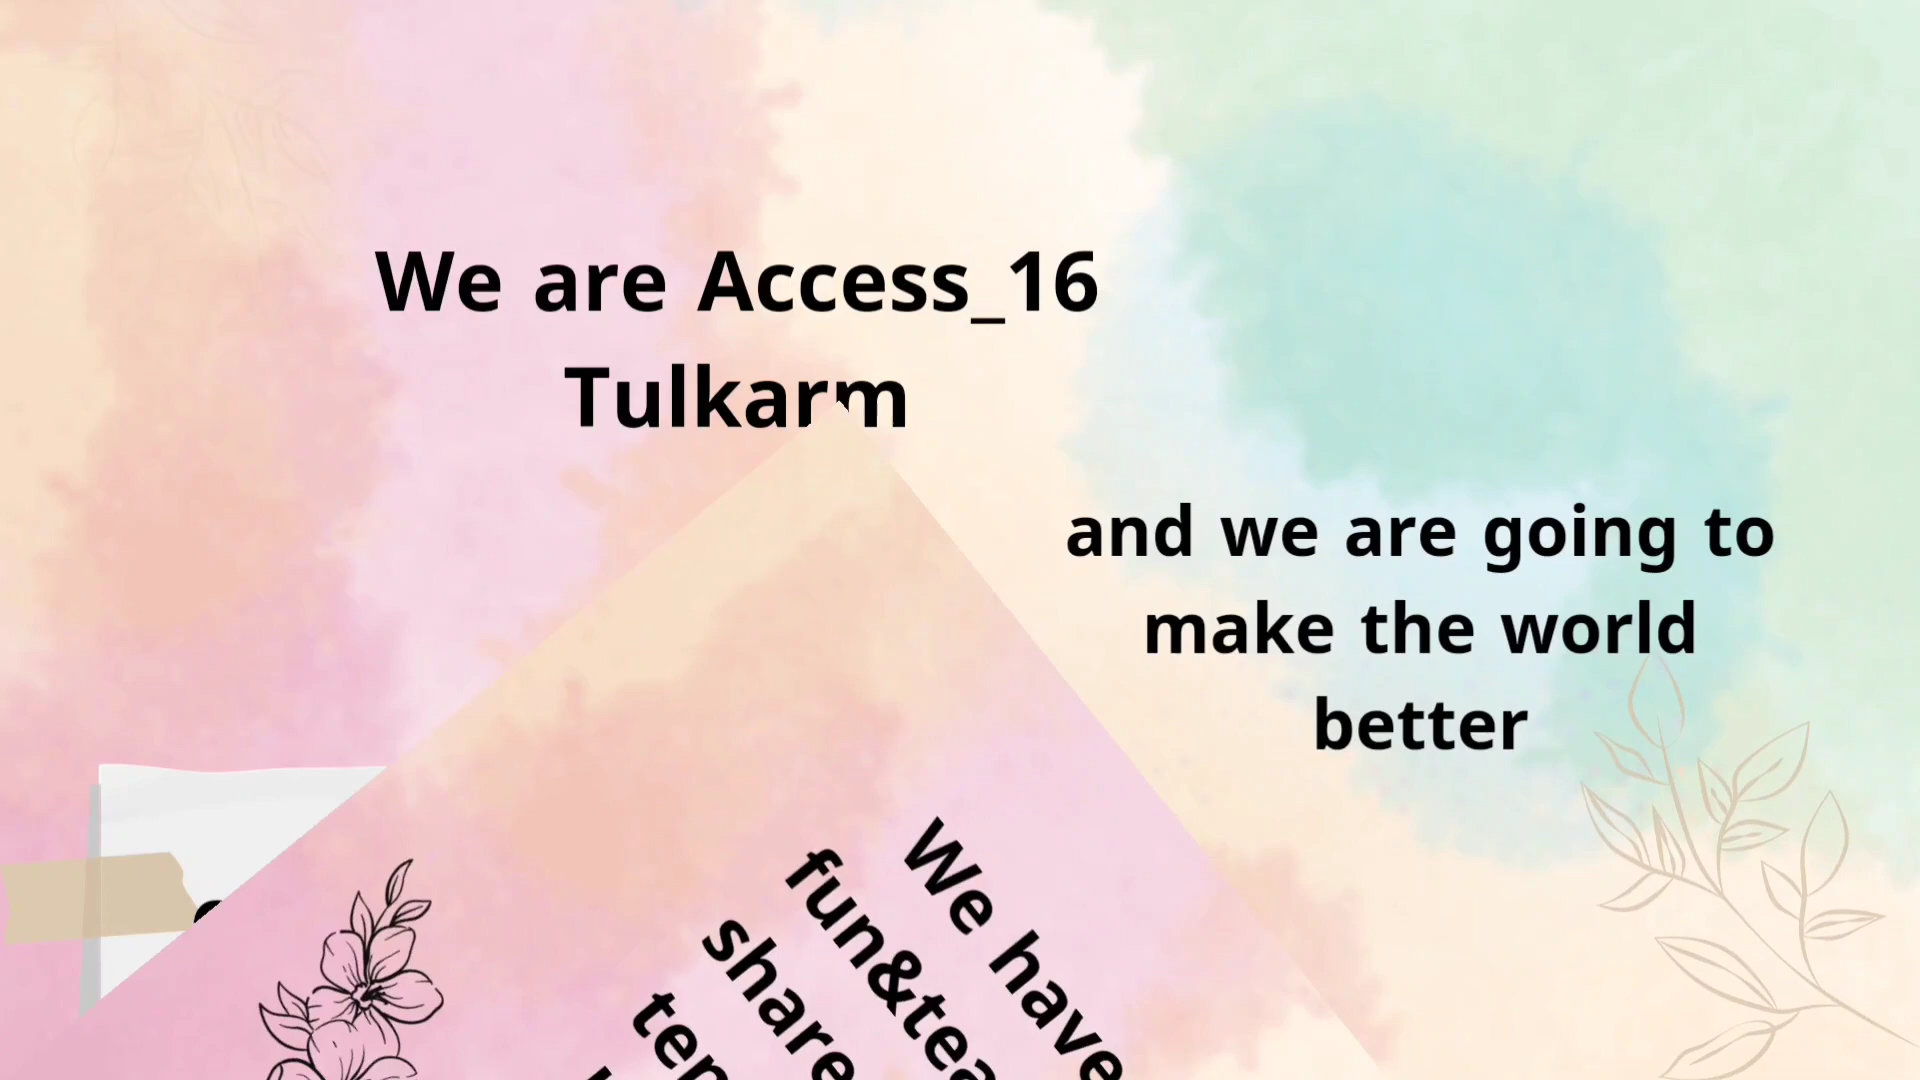 We are Access_16
Tulkarm
and we are going to
make the world
better
We have
fun&tea
share